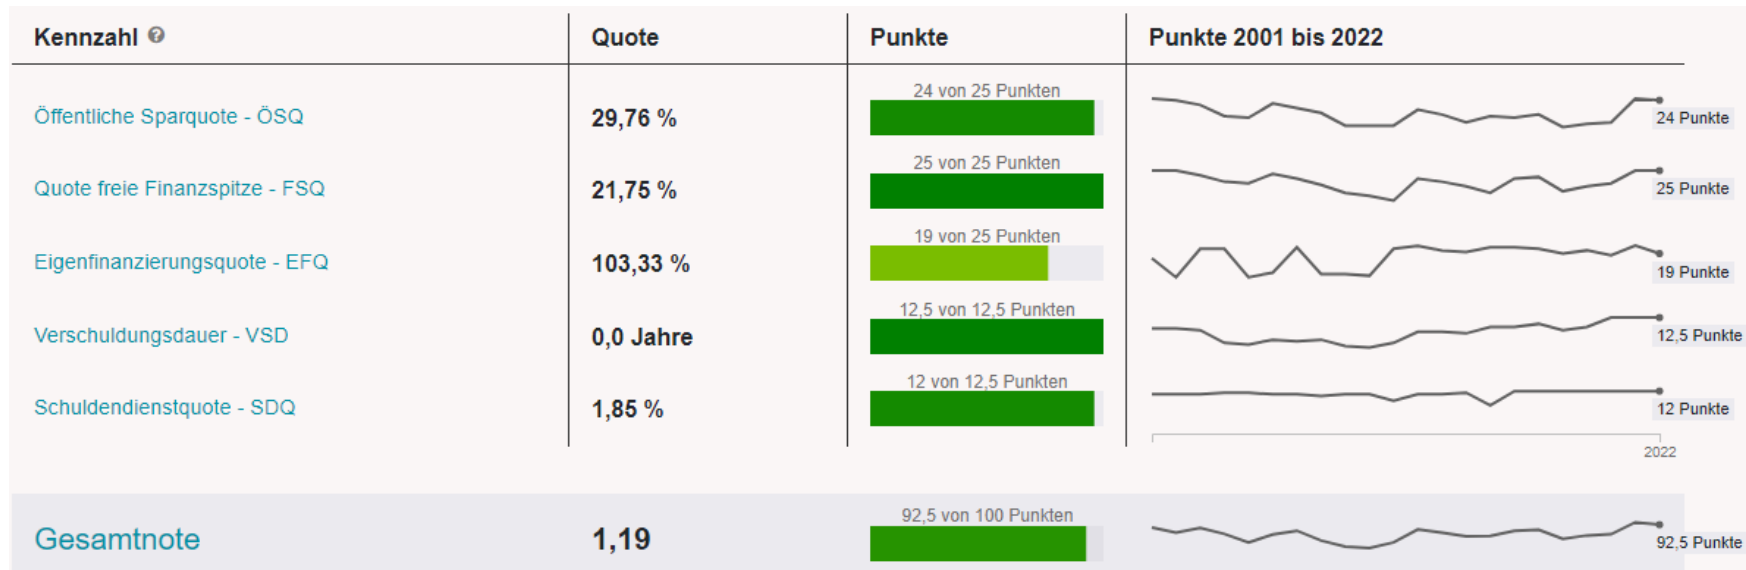 Kennzahl ? Quote Punkte Punkte 2001 bis 2022
Öffentliche Sparquote - ÖSQ 29,76 % 24 von 25 Punkten 24 Punkte
Quote freie Finanzspitze - FSQ 21,75 % 25 von 25 Punkten 25 Punkte
Eigenfinanzierungsquote - EFQ 103,33 % 19 von 25 Punkten 19 Punkte
Verschuldungsdauer - VSD 0,0 Jahre 12,5 von 12,5 Punkten 12,5 Punkte
Schuldendienstquote - SDQ 1,85 % 12 von 12,5 Punkten 12 Punkte
2022
Gesamtnote 1,19 92,5 von 100 Punkten 92,5 Punkte